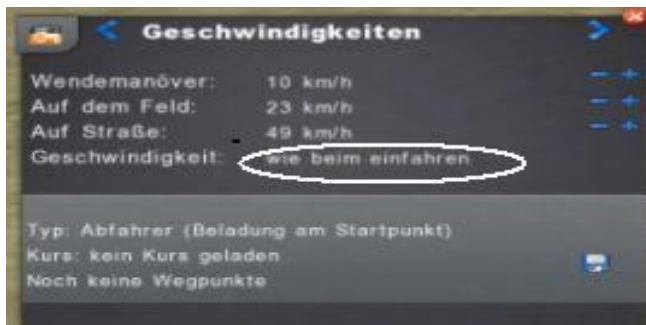 Geschwindigkeiten
Wendemanöver: 10 km/h
Auf dem Feld: 23 km/h
Auf Straße: 49 km/h
Geschwindigkeit: wie beim einfahren
Typ: Abfahrer (Beladung am Startpunkt)
Kurs: kein Kurs geladen
Noch keine Wegpunkte